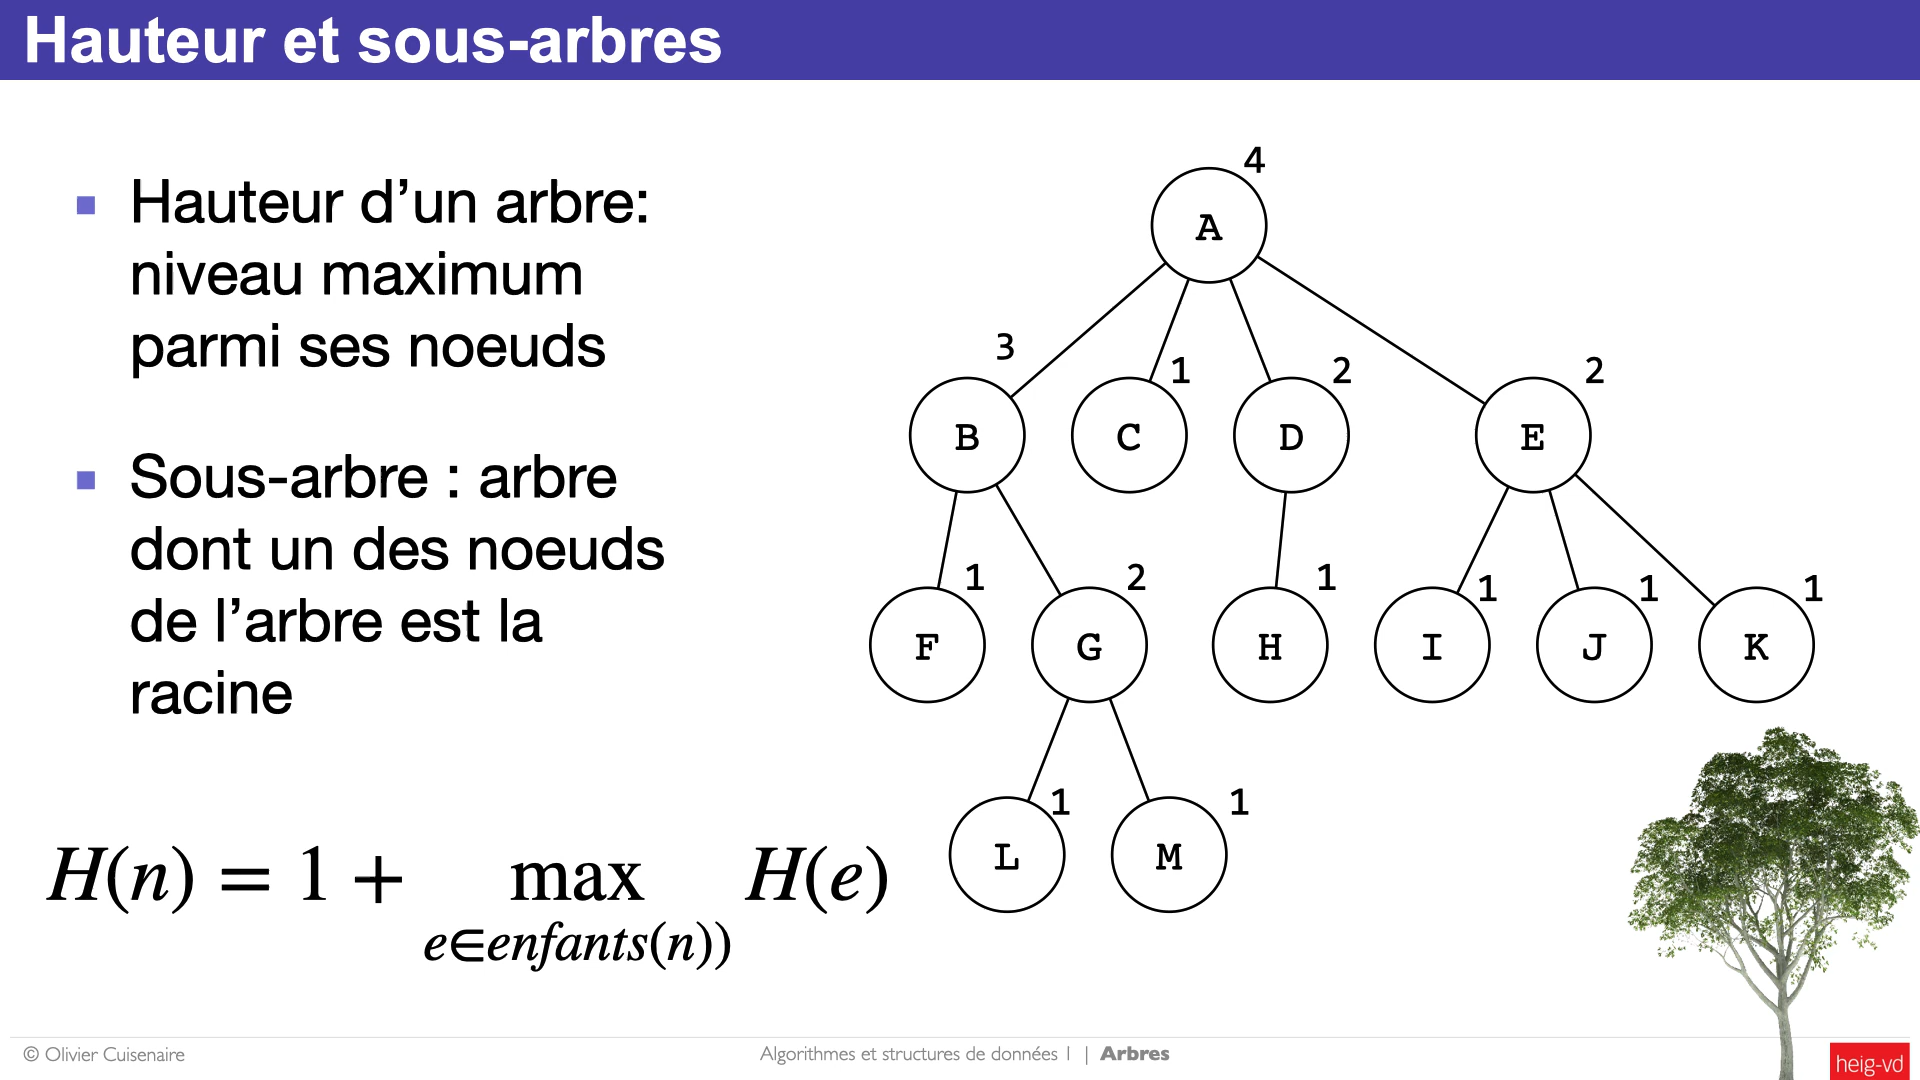 Hauteur et sous-arbres
▪ Hauteur d’un arbre:
niveau maximum
parmi ses noeuds
▪ Sous-arbre : arbre
dont un des noeuds
de l’arbre est la
racine
H(n) = 1 + max H(e)
e∈enfants(n))
4
A
3
1
2
2
B
C
D
E
1
2
1
1
1
1
F
G
H
I
J
K
1
1
L
M
© Olivier Cuisenaire
Algorithmes et structures de données 1 | Arbres
heig-vd